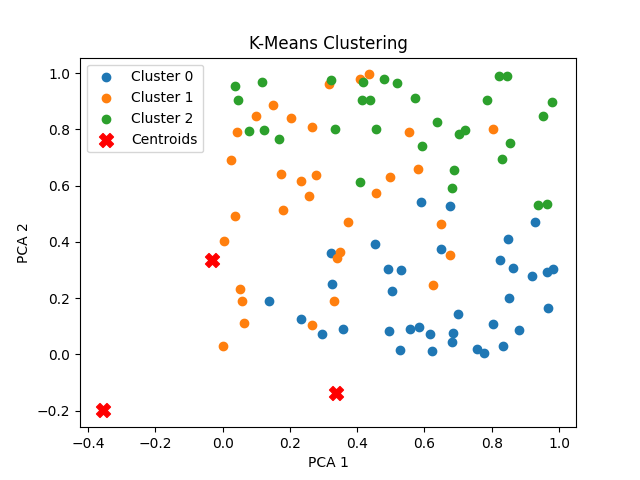 K-Means Clustering
Cluster 0
Cluster 1
Cluster 2
Centroids
PCA 2
1.0
0.8
0.6
0.4
0.2
0.0
−0.2
−0.4
−0.2
0.0
0.2
0.4
0.6
0.8
1.0
PCA 1